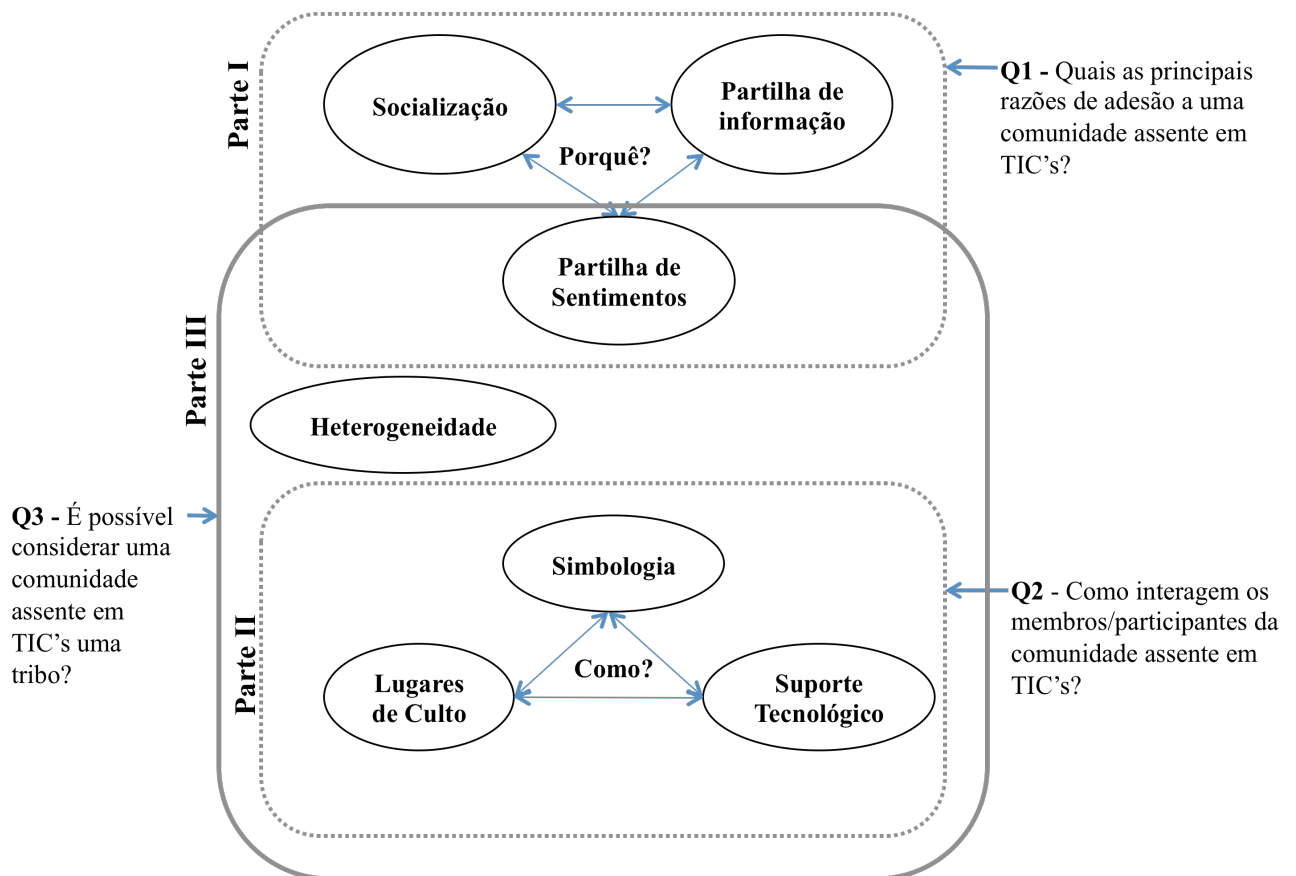 Parte I
Socialização
Partilha de
informação
Porquê?
Q1 - Quais as principais
razões de adesão a uma
comunidade assente em
TIC's?
Partilha de
Sentimentos
Parte III
Heterogeneidade
Q3 - É possível
considerar uma
comunidade
assente em
TIC's uma
tribo?
Parte II
Simbologia
Como?
Lugares
de Culto
Suporte
Tecnológico
Q2 - Como interagem os
membros/participantes da
comunidade assente em
TIC's?